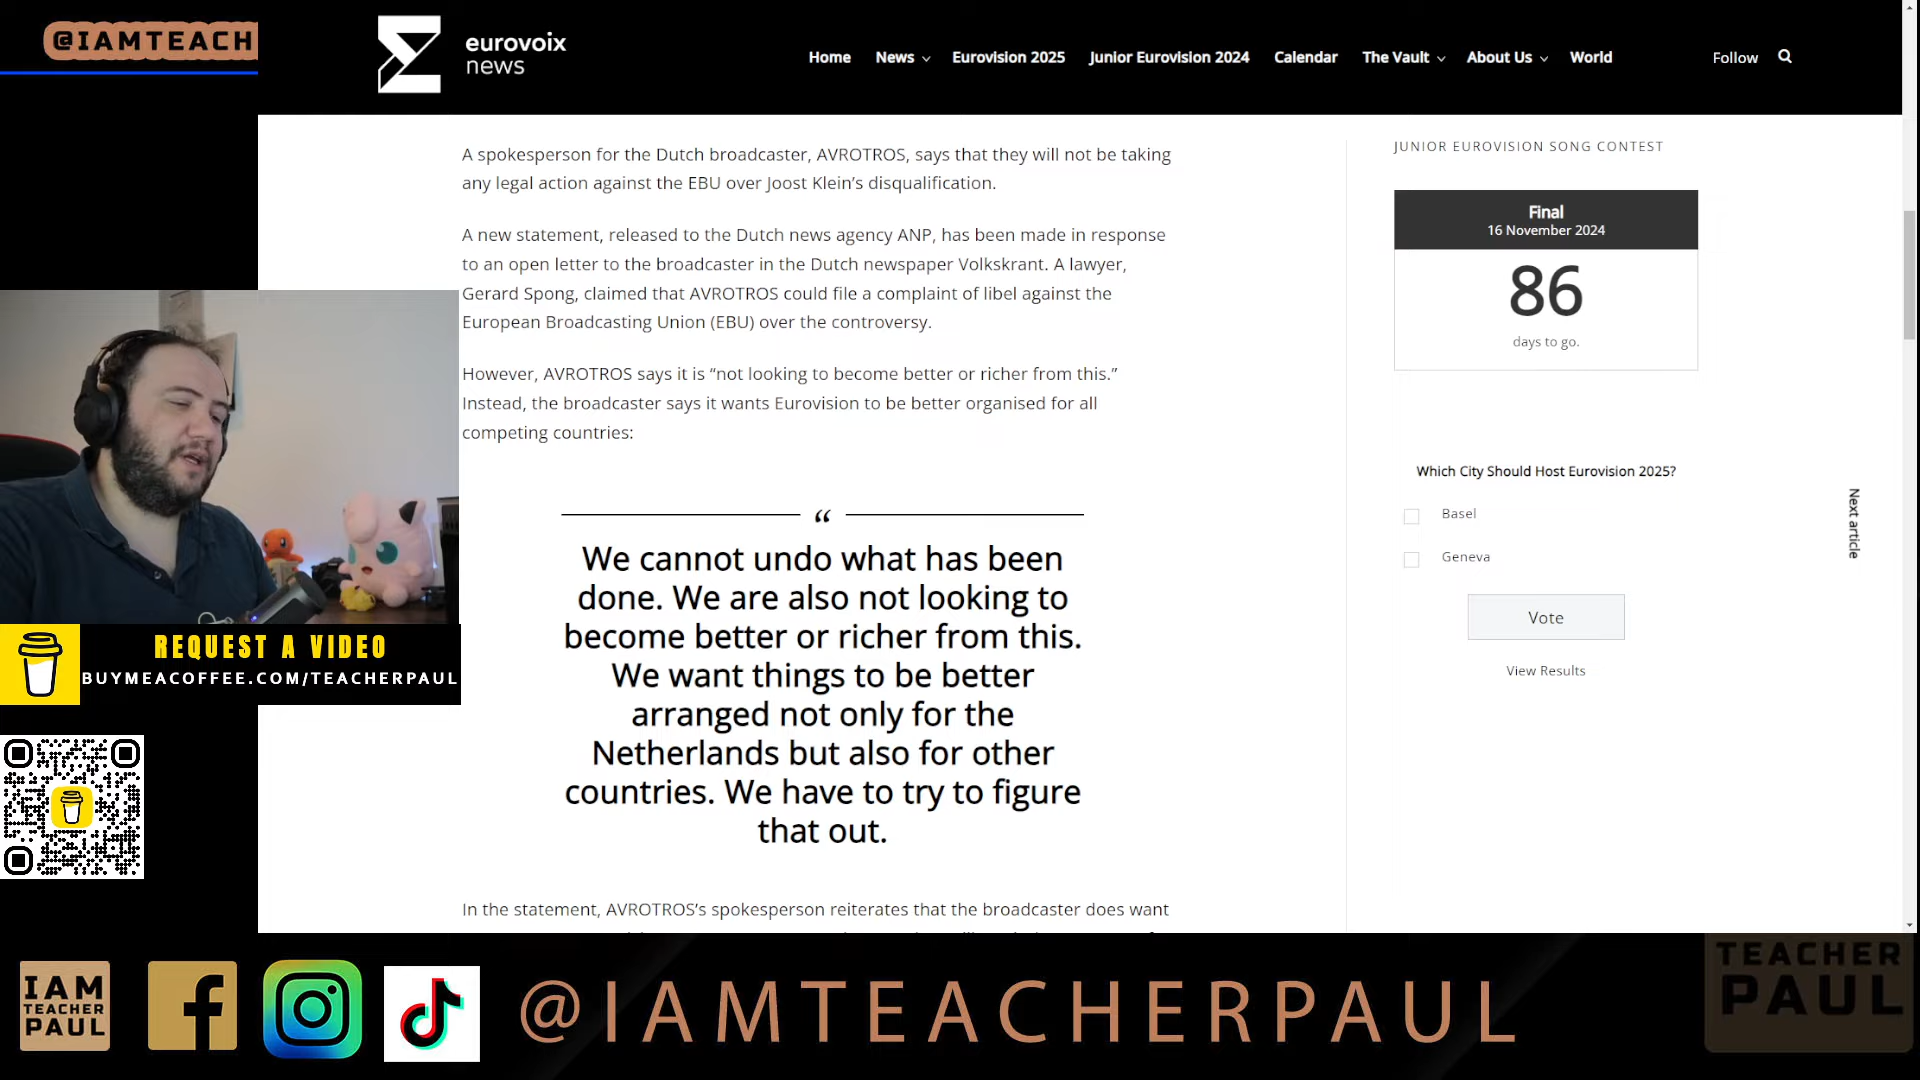 @IAMTEACH
eurovoix
news
Home News Eurovision 2025 Junior Eurovision 2024 Calendar The Vault About Us World Follow
A spokesperson for the Dutch broadcaster, AVROTROS, says that they will not be taking
any legal action against the EBU over Joost Klein’s disqualification.
A new statement, released to the Dutch news agency ANP, has been made in response
to an open letter to the broadcaster in the Dutch newspaper Volkskrant. A lawyer,
Gerard Spong, claimed that AVROTROS could file a complaint of libel against the
European Broadcasting Union (EBU) over the controversy.
However, AVROTROS says it is “not looking to become better or richer from this.”
Instead, the broadcaster says it wants Eurovision to be better organised for all
competing countries:
“
We cannot undo what has been
done. We are also not looking to
become better or richer from this.
We want things to be better
arranged not only for the
Netherlands but also for other
countries. We have to try to figure
that out.
In the statement, AVROTROS’s spokesperson reiterates that the broadcaster does want
JUNIOR EUROVISION SONG CONTEST
Final
16 November 2024
86
days to go.
Which City Should Host Eurovision 2025?
Basel
Geneva
Vote
View Results
Next article
REQUEST A VIDEO
BUYMEACOFFEE.COM/TEACHERPAUL
IAM
TEACHER
PAUL
@IAMTEACHERPAUL
TEACHER
PAUL